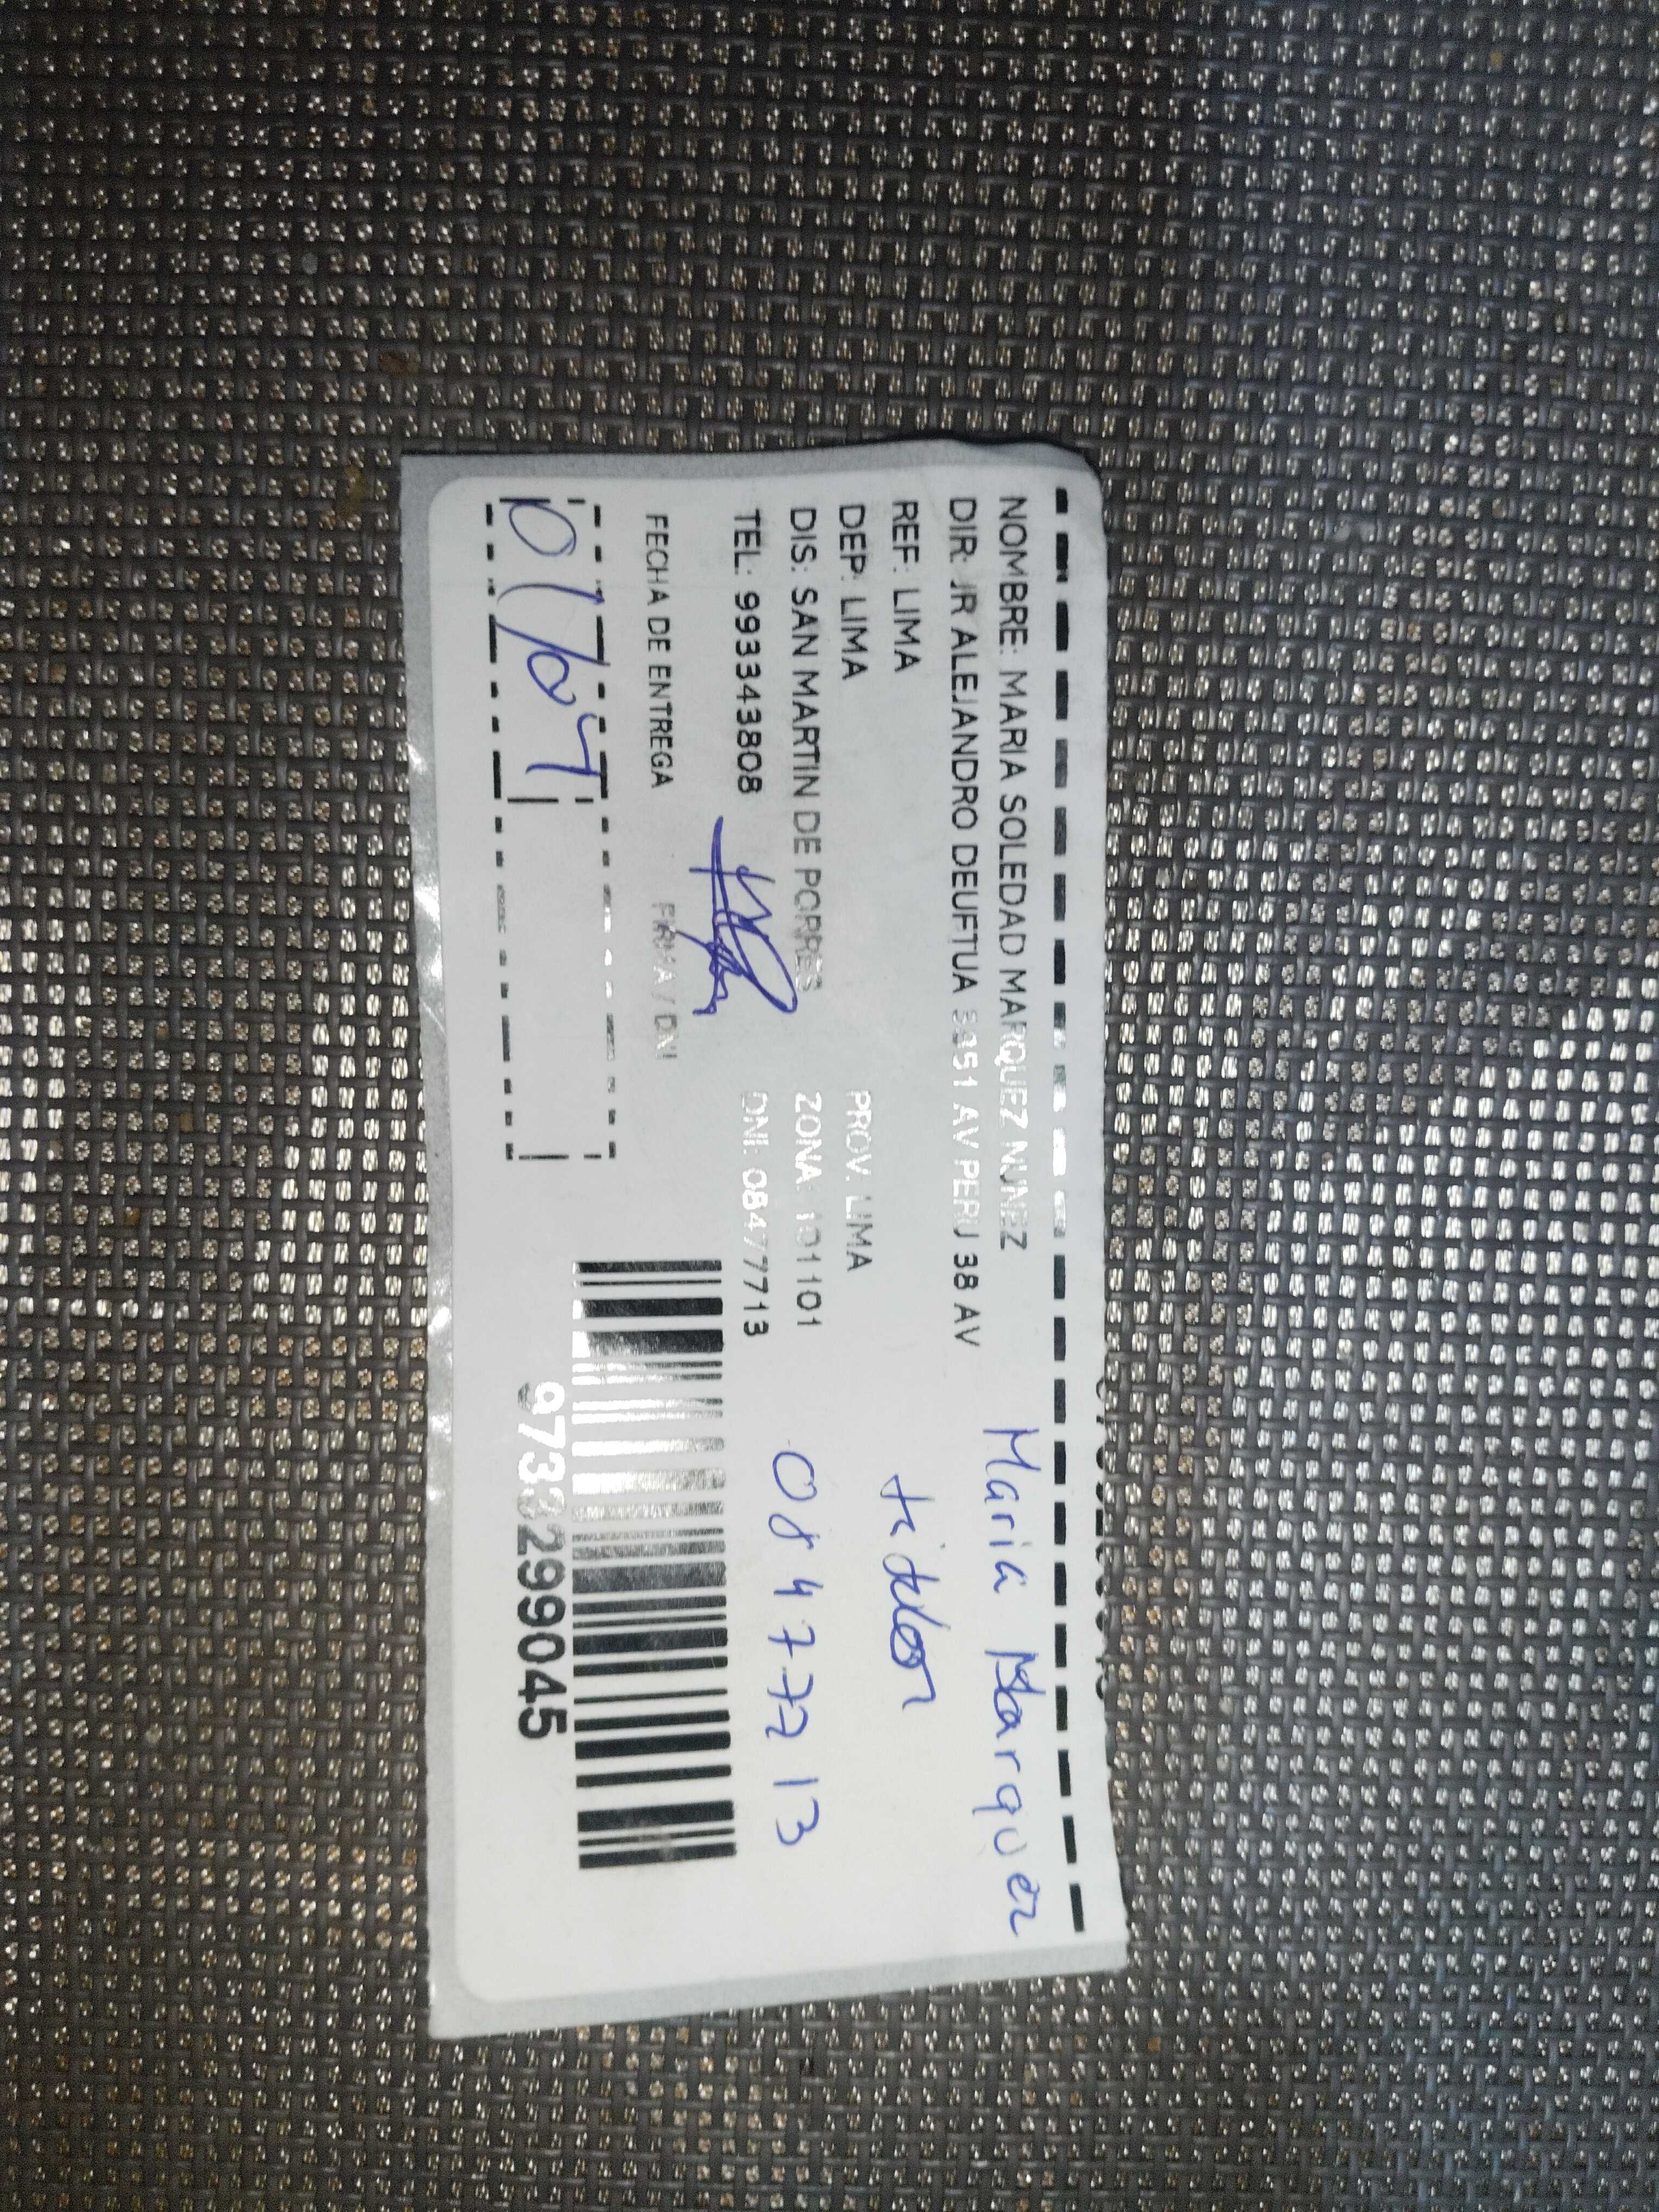 NOMBRE: MARIA SOLEDAD MARQUEZ NUNEZ
Maria Marquez
DIR: JR ALEJANDRO DEUFTUA 5351 AV PERU 38 AV
REF: LIMA
titular
DEP: LIMA PROV: LIMA
DIS: SAN MARTIN DE PORRES ZONA: 101101
08477713
TEL: 993343808 DNI: 08477713
FECHA DE ENTREGA FIRMA / DNI
01/07
9733299045